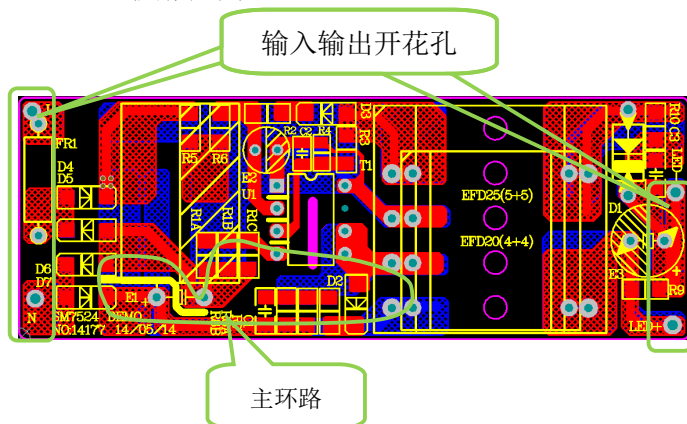 输入输出开花孔
L
FR1
D4
D5
D6
D7
N
R5
R6
R2
C2
R4
D3
R3
T1
E2
U1
R1A
R1B
R1C
D2
E1
+
SM7524 DEMO
NO:14177 14/05/14
EFD25(5+5)
EFD20(4+4)
R10
C3
LED-
D1
E3
+
R9
LED+
主环路